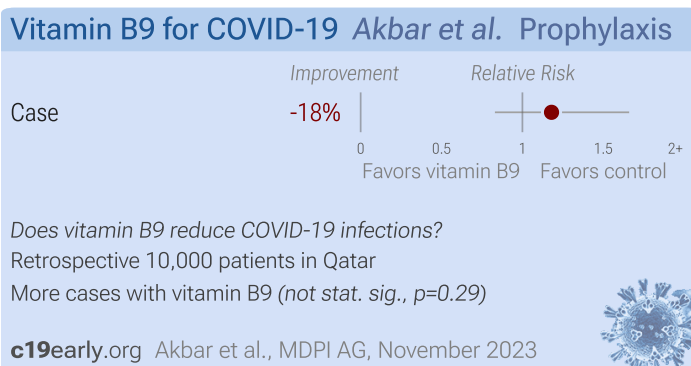 Vitamin B9 for COVID-19 Akbar et al. Prophylaxis
Improvement Relative Risk
Case -18%
0 0.5 1 1.5 2+
Favors vitamin B9 Favors control
Does vitamin B9 reduce COVID-19 infections?
Retrospective 10,000 patients in Qatar
More cases with vitamin B9 (not stat. sig., p=0.29)
c19early.org Akbar et al., MDPI AG, November 2023